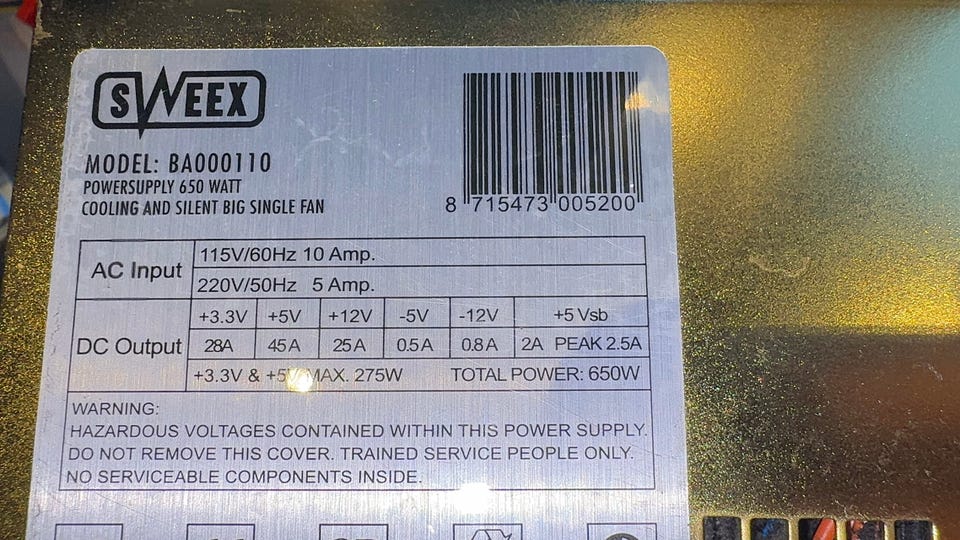 SWEEX
MODEL: BA000110
POWERSUPPLY 650 WATT
COOLING AND SILENT BIG SINGLE FAN
8 715473 005200
AC Input
115V/60Hz 10 Amp.
220V/50Hz 5 Amp.
DC Output
+3.3V +5V +12V -5V -12V +5 Vsb
28A 45A 25A 0.5A 0.8A 2A PEAK 2.5A
+3.3V & +5V MAX. 275W TOTAL POWER: 650W
WARNING:
HAZARDOUS VOLTAGES CONTAINED WITHIN THIS POWER SUPPLY.
DO NOT REMOVE THIS COVER. TRAINED SERVICE PEOPLE ONLY.
NO SERVICEABLE COMPONENTS INSIDE.